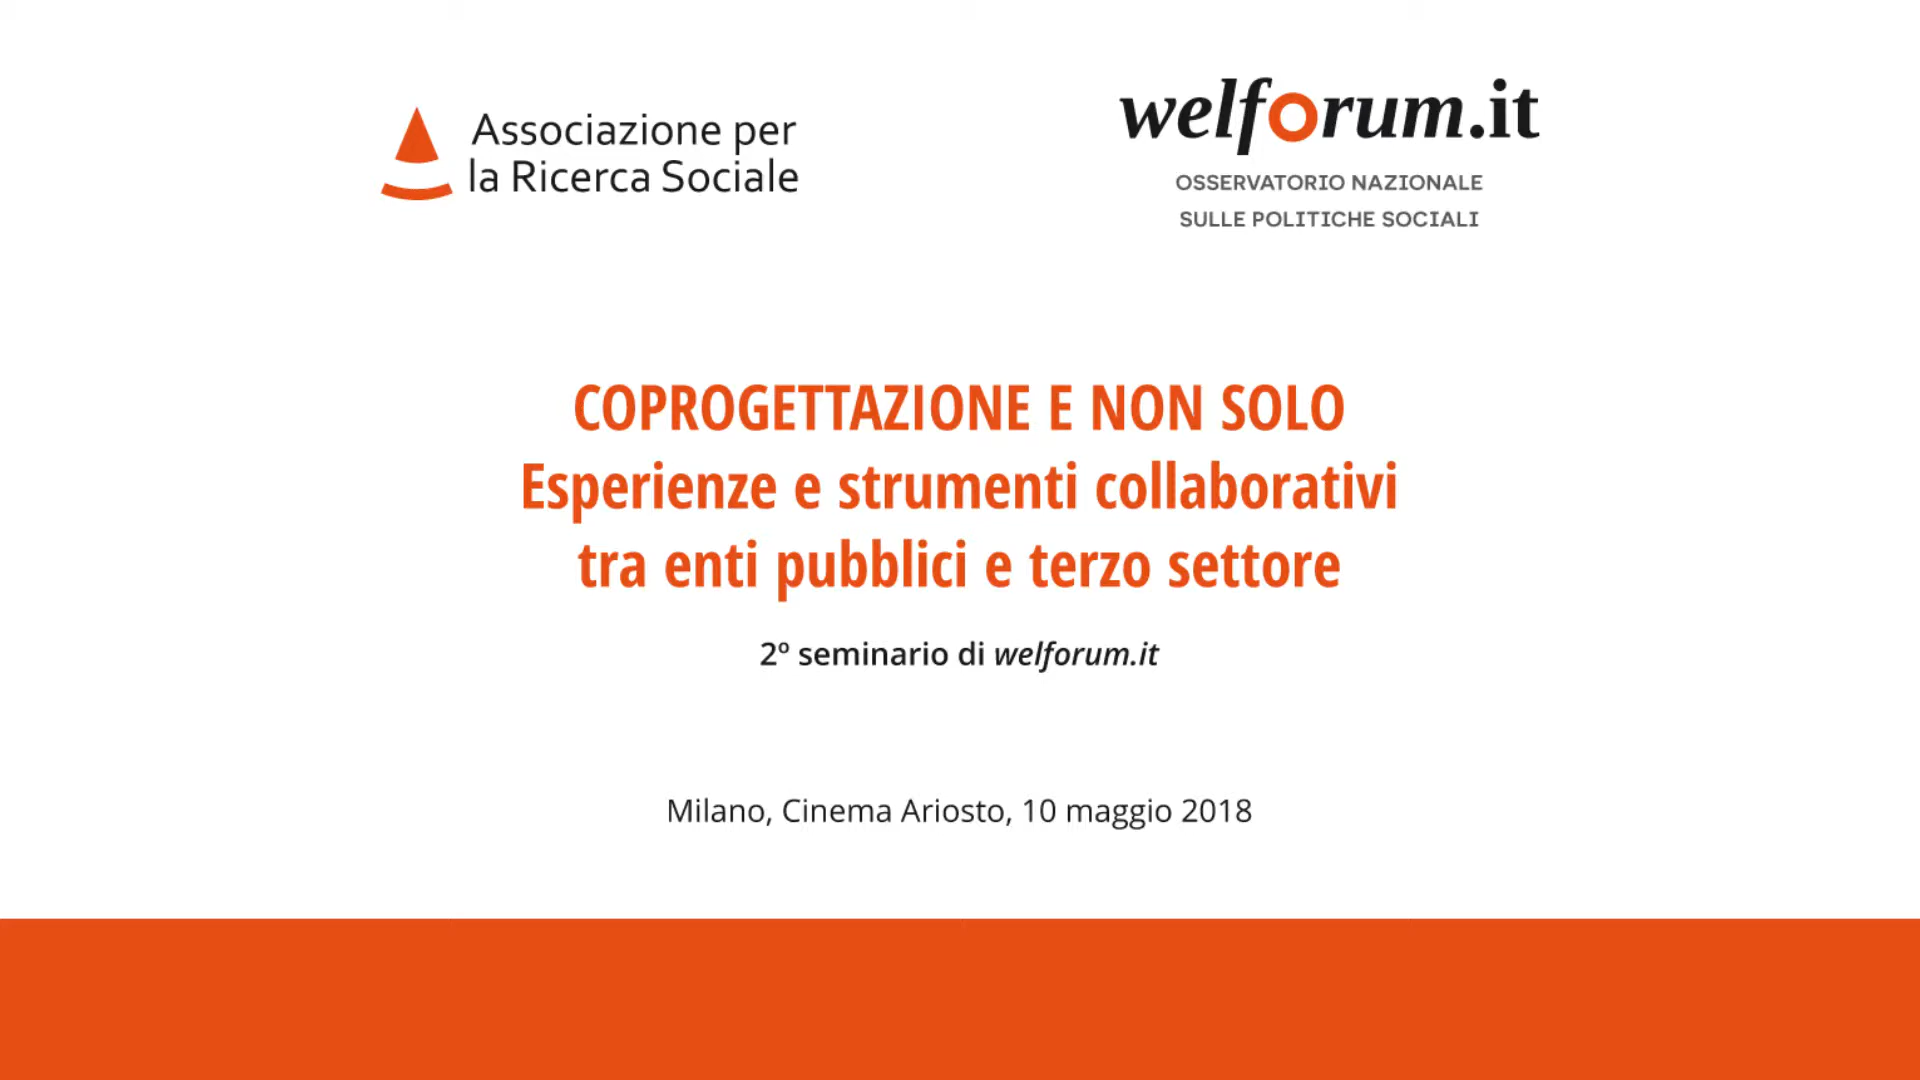 Associazione per
la Ricerca Sociale
welforum.it
OSSERVATORIO NAZIONALE
SULLE POLITICHE SOCIALI
COPROGETTAZIONE E NON SOLO
Esperienze e strumenti collaborativi
tra enti pubblici e terzo settore
2º seminario di welforum.it
Milano, Cinema Ariosto, 10 maggio 2018